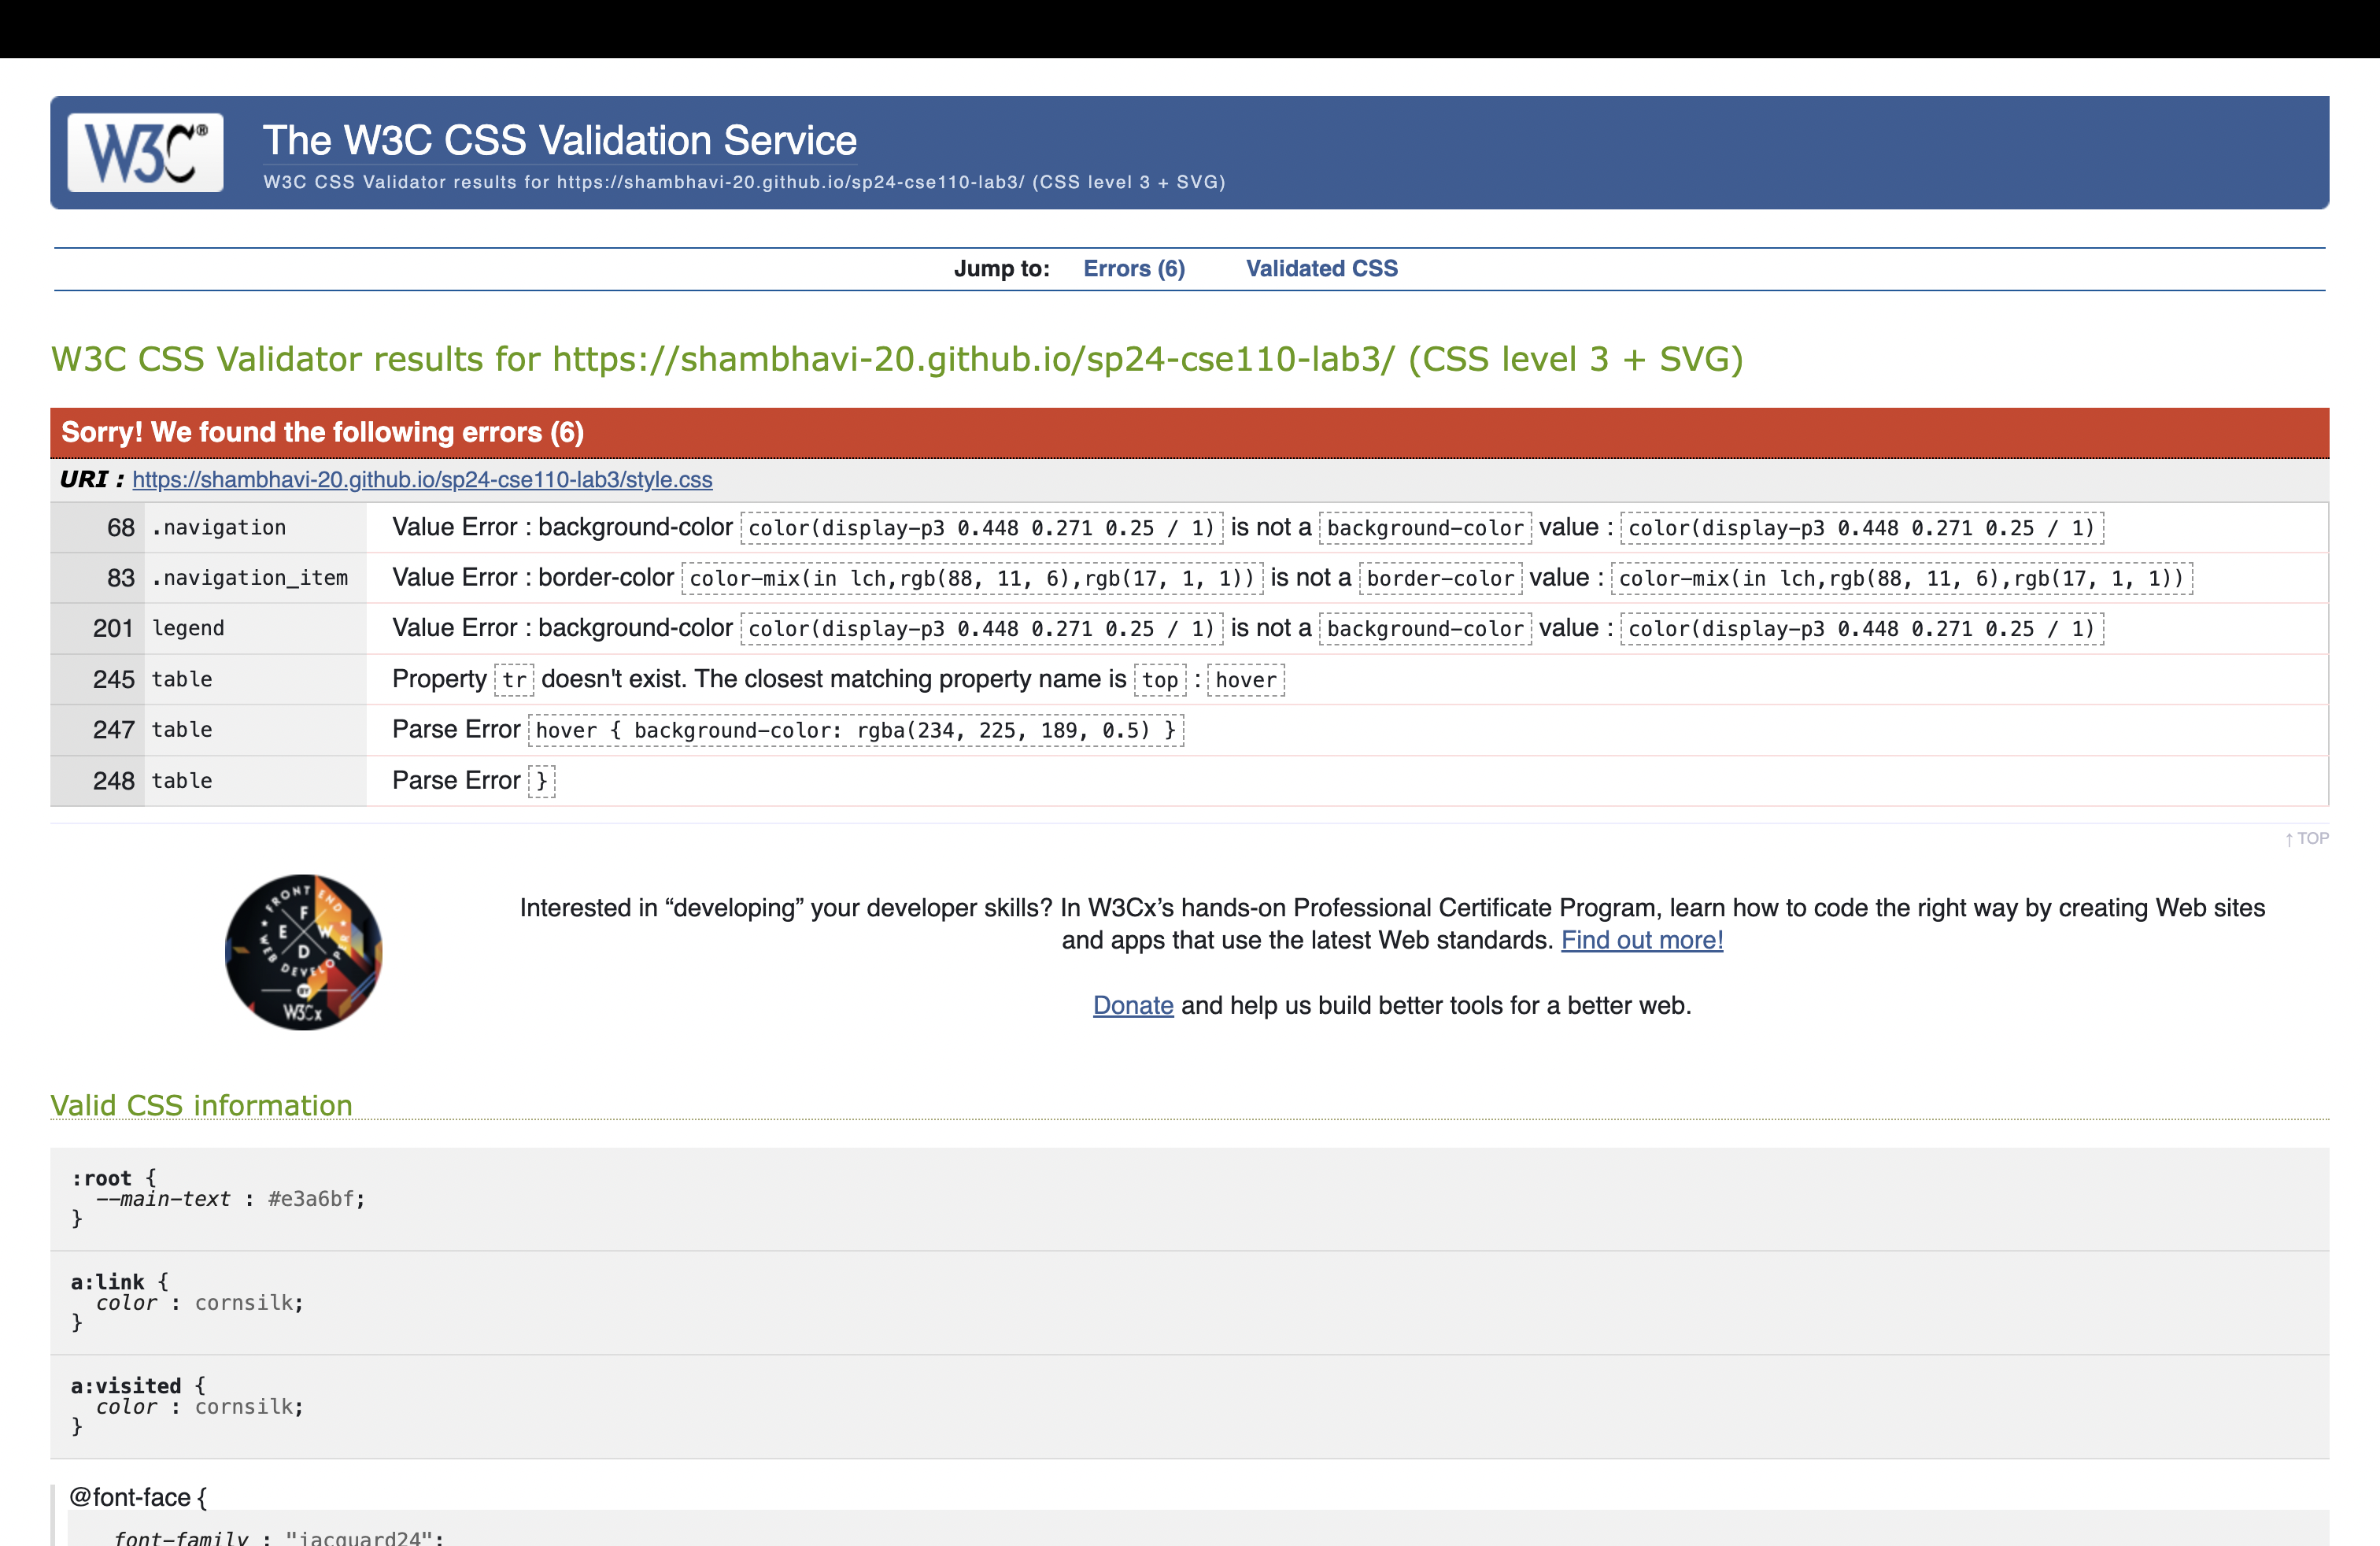 W3C®
The W3C CSS Validation Service
W3C CSS Validator results for https://shambhavi-20.github.io/sp24-cse110-lab3/ (CSS level 3 + SVG)
Jump to: Errors (6) Validated CSS
W3C CSS Validator results for https://shambhavi-20.github.io/sp24-cse110-lab3/ (CSS level 3 + SVG)
Sorry! We found the following errors (6)
URI : https://shambhavi-20.github.io/sp24-cse110-lab3/style.css
68 .navigation Value Error : background-color color(display-p3 0.448 0.271 0.25 / 1) is not a background-color value : color(display-p3 0.448 0.271 0.25 / 1)
83 .navigation_item Value Error : border-color color-mix(in lch,rgb(88, 11, 6),rgb(17, 1, 1)) is not a border-color value : color-mix(in lch,rgb(88, 11, 6),rgb(17, 1, 1))
201 legend Value Error : background-color color(display-p3 0.448 0.271 0.25 / 1) is not a background-color value : color(display-p3 0.448 0.271 0.25 / 1)
245 table Property tr doesn't exist. The closest matching property name is top : hover
247 table Parse Error hover { background-color: rgba(234, 225, 189, 0.5) }
248 table Parse Error }
↑ TOP
FRONT END
F
E W
D
WEB DEVELOPER
BY
W3Cx
Interested in “developing” your developer skills? In W3Cx’s hands-on Professional Certificate Program, learn how to code the right way by creating Web sites
and apps that use the latest Web standards. Find out more!
Donate and help us build better tools for a better web.
Valid CSS information
:root {
--main-text : #e3a6bf;
}
a:link {
color : cornsilk;
}
a:visited {
color : cornsilk;
}
@font-face {
font-family : "jacquard24";